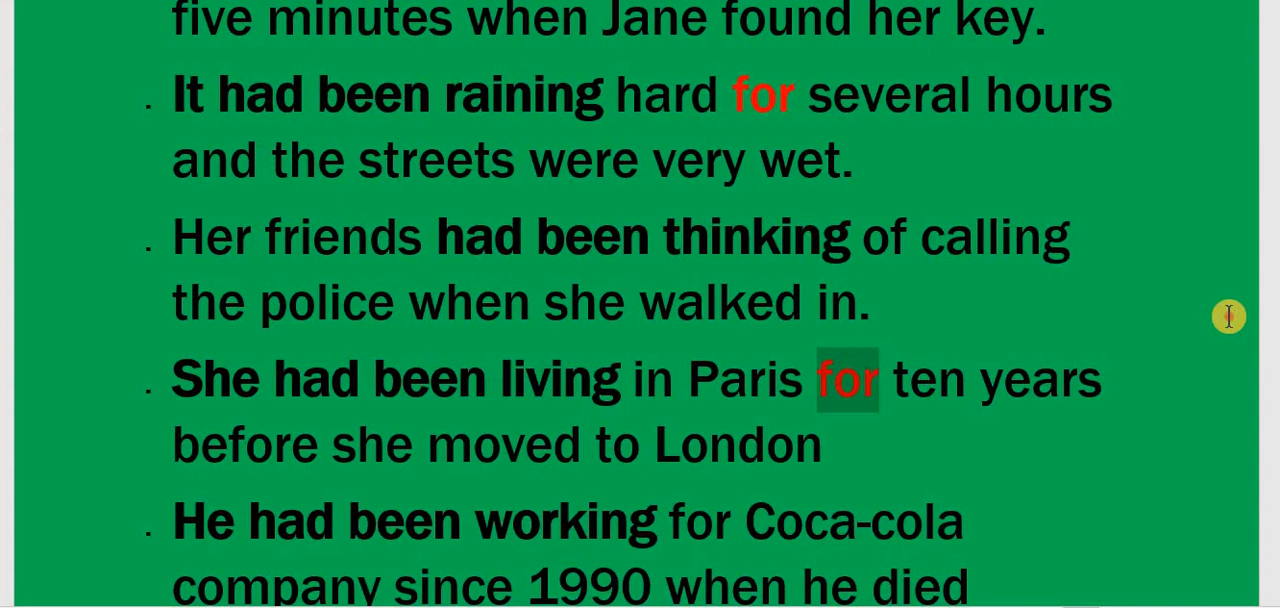 five minutes when Jane found her key.
. It had been raining hard for several hours
and the streets were very wet.
. Her friends had been thinking of calling
the police when she walked in.
. She had been living in Paris for ten years
before she moved to London
. He had been working for Coca-cola
company since 1990 when he died